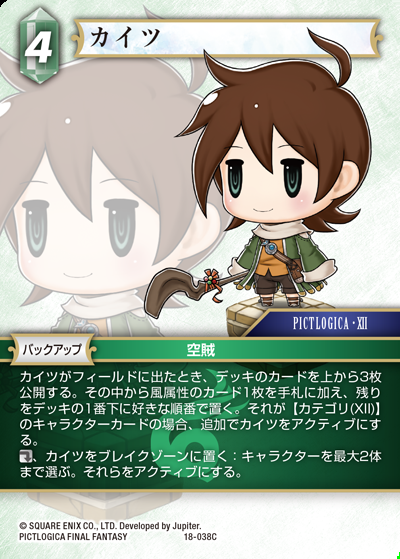 4
カイツ
PICTLOGICA・XII
バックアップ
空賊
カイツがフィールドに出たとき、デッキのカードを上から3枚
公開する。その中から風属性のカード1枚を手札に加え、残り
をデッキの1番下に好きな順番で置く。それが【カテゴリ(XII)】
のキャラクターカードの場合、追加でカイツをアクティブにす
る。
、カイツをブレイクゾーンに置く：キャラクターを最大2体
まで選ぶ。それらをアクティブにする。
© SQUARE ENIX CO., LTD. Developed by Jupiter.
PICTLOGICA FINAL FANTASY
18-038C